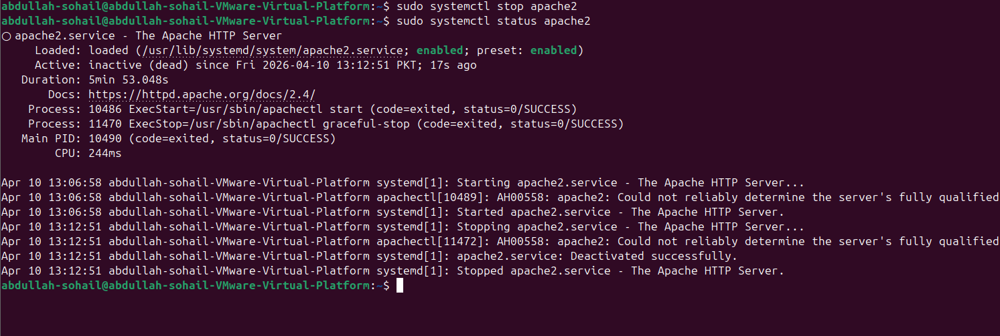 abdullah-sohail@abdullah-sohail-VMware-Virtual-Platform:~$ sudo systemctl stop apache2
abdullah-sohail@abdullah-sohail-VMware-Virtual-Platform:~$ sudo systemctl status apache2
○ apache2.service - The Apache HTTP Server
     Loaded: loaded (/usr/lib/systemd/system/apache2.service; enabled; preset: enabled)
     Active: inactive (dead) since Fri 2026-04-10 13:12:51 PKT; 17s ago
   Duration: 5min 53.048s
       Docs: https://httpd.apache.org/docs/2.4/
    Process: 10486 ExecStart=/usr/sbin/apachectl start (code=exited, status=0/SUCCESS)
    Process: 11470 ExecStop=/usr/sbin/apachectl graceful-stop (code=exited, status=0/SUCCESS)
   Main PID: 10490 (code=exited, status=0/SUCCESS)
        CPU: 244ms

Apr 10 13:06:58 abdullah-sohail-VMware-Virtual-Platform systemd[1]: Starting apache2.service - The Apache HTTP Server...
Apr 10 13:06:58 abdullah-sohail-VMware-Virtual-Platform apachectl[10489]: AH00558: apache2: Could not reliably determine the server's fully qualified
Apr 10 13:06:58 abdullah-sohail-VMware-Virtual-Platform systemd[1]: Started apache2.service - The Apache HTTP Server.
Apr 10 13:12:51 abdullah-sohail-VMware-Virtual-Platform systemd[1]: Stopping apache2.service - The Apache HTTP Server...
Apr 10 13:12:51 abdullah-sohail-VMware-Virtual-Platform apachectl[11472]: AH00558: apache2: Could not reliably determine the server's fully qualified
Apr 10 13:12:51 abdullah-sohail-VMware-Virtual-Platform systemd[1]: apache2.service: Deactivated successfully.
Apr 10 13:12:51 abdullah-sohail-VMware-Virtual-Platform systemd[1]: Stopped apache2.service - The Apache HTTP Server.
abdullah-sohail@abdullah-sohail-VMware-Virtual-Platform:~$